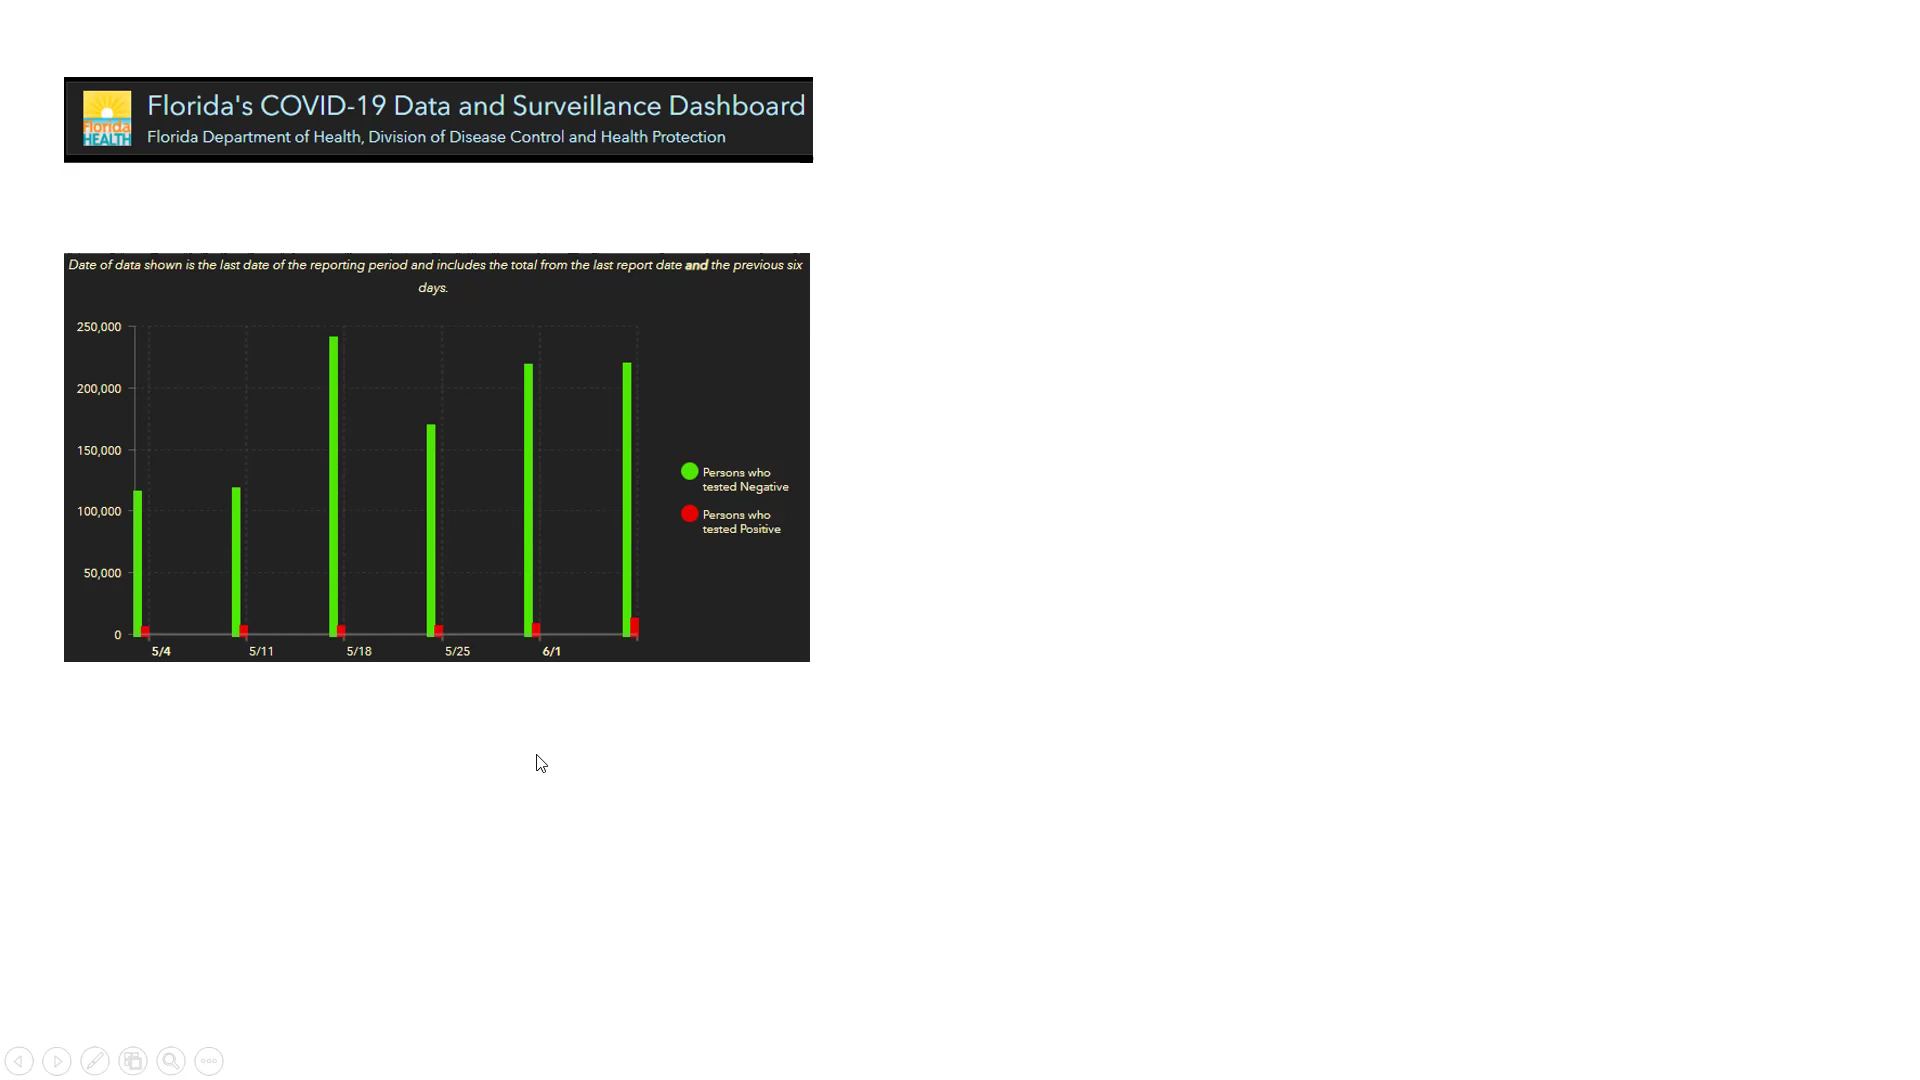 Florida's COVID-19 Data and Surveillance Dashboard
Florida Department of Health, Division of Disease Control and Health Protection
Florida
HEALTH
Date of data shown is the last date of the reporting period and includes the total from the last report date and the previous six
days.
250,000
200,000
150,000
100,000
50,000
0
5/4
5/11
5/18
5/25
6/1
Persons who
tested Negative
Persons who
tested Positive